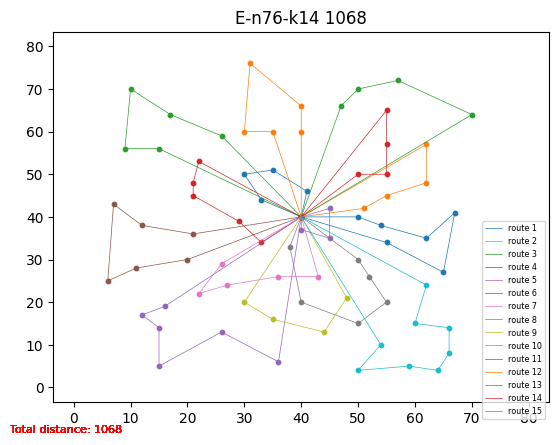 E-n76-k14 1068
80
70
60
50
40
30
20
10
0
route 1
route 2
route 3
route 4
route 5
route 6
route 7
route 8
route 9
route 10
route 11
route 12
route 13
route 14
route 15
0 10 20 30 40 50 60 70 80
Total distance: 1068